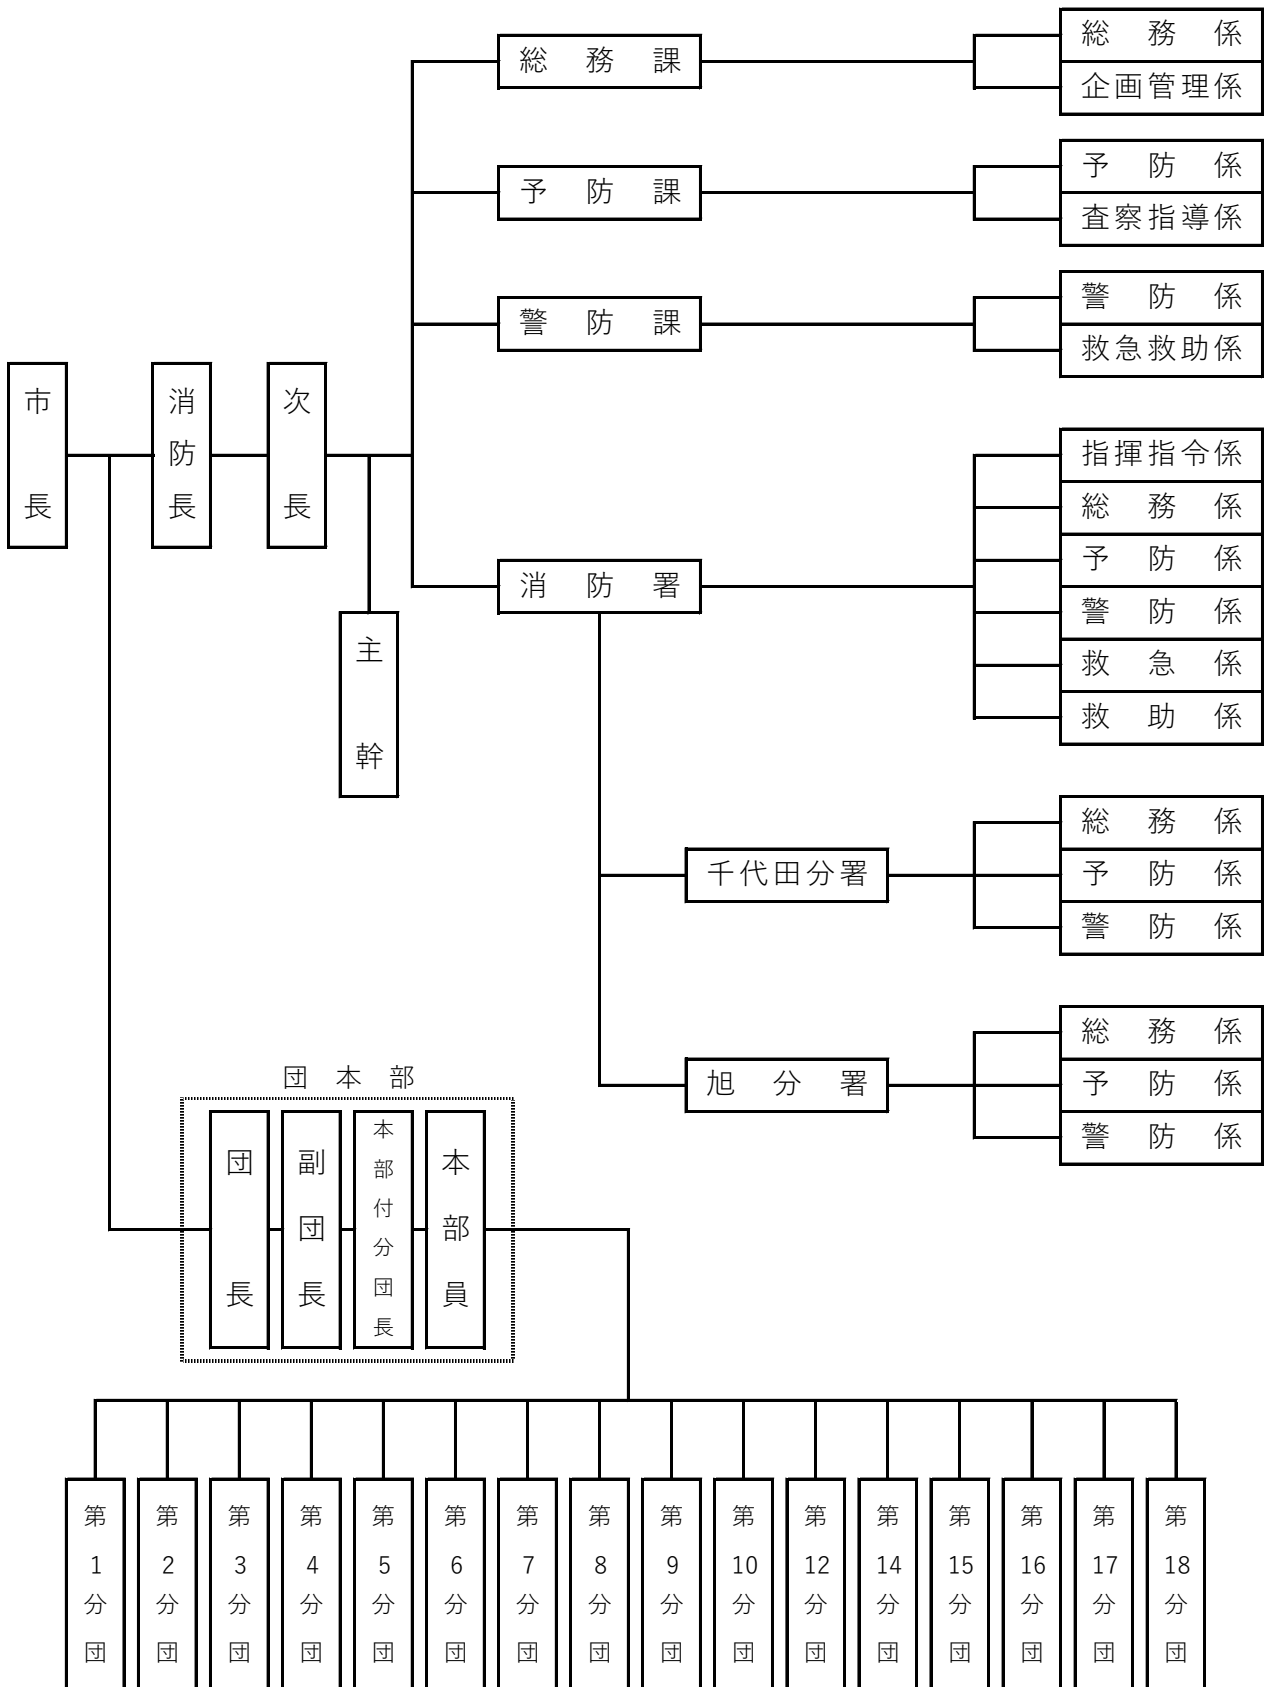 総務課
総務係
企画管理係
予防課
予防係
査察指導係
警防課
警防係
救急救助係
市長
消防長
次長
主幹
消防署
指揮指令係
総務係
予防係
警防係
救急係
救助係
千代田分署
総務係
予防係
警防係
旭分署
総務係
予防係
警防係
団本部
団長
副団長
本部付分団長
本部員
第1分団
第2分団
第3分団
第4分団
第5分団
第6分団
第7分団
第8分団
第9分団
第10分団
第12分団
第14分団
第15分団
第16分団
第17分団
第18分団